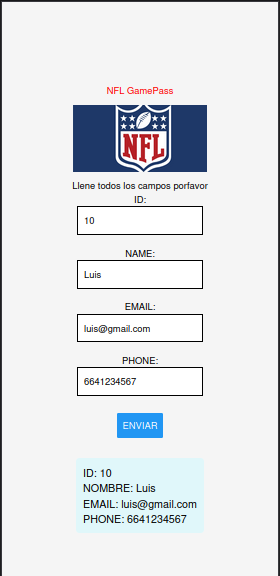 NFL GamePass
NFL
Llene todos los campos porfavor
ID:
10
NAME:
Luis
EMAIL:
luis@gmail.com
PHONE:
6641234567
ENVIAR
ID: 10
NOMBRE: Luis
EMAIL: luis@gmail.com
PHONE: 6641234567